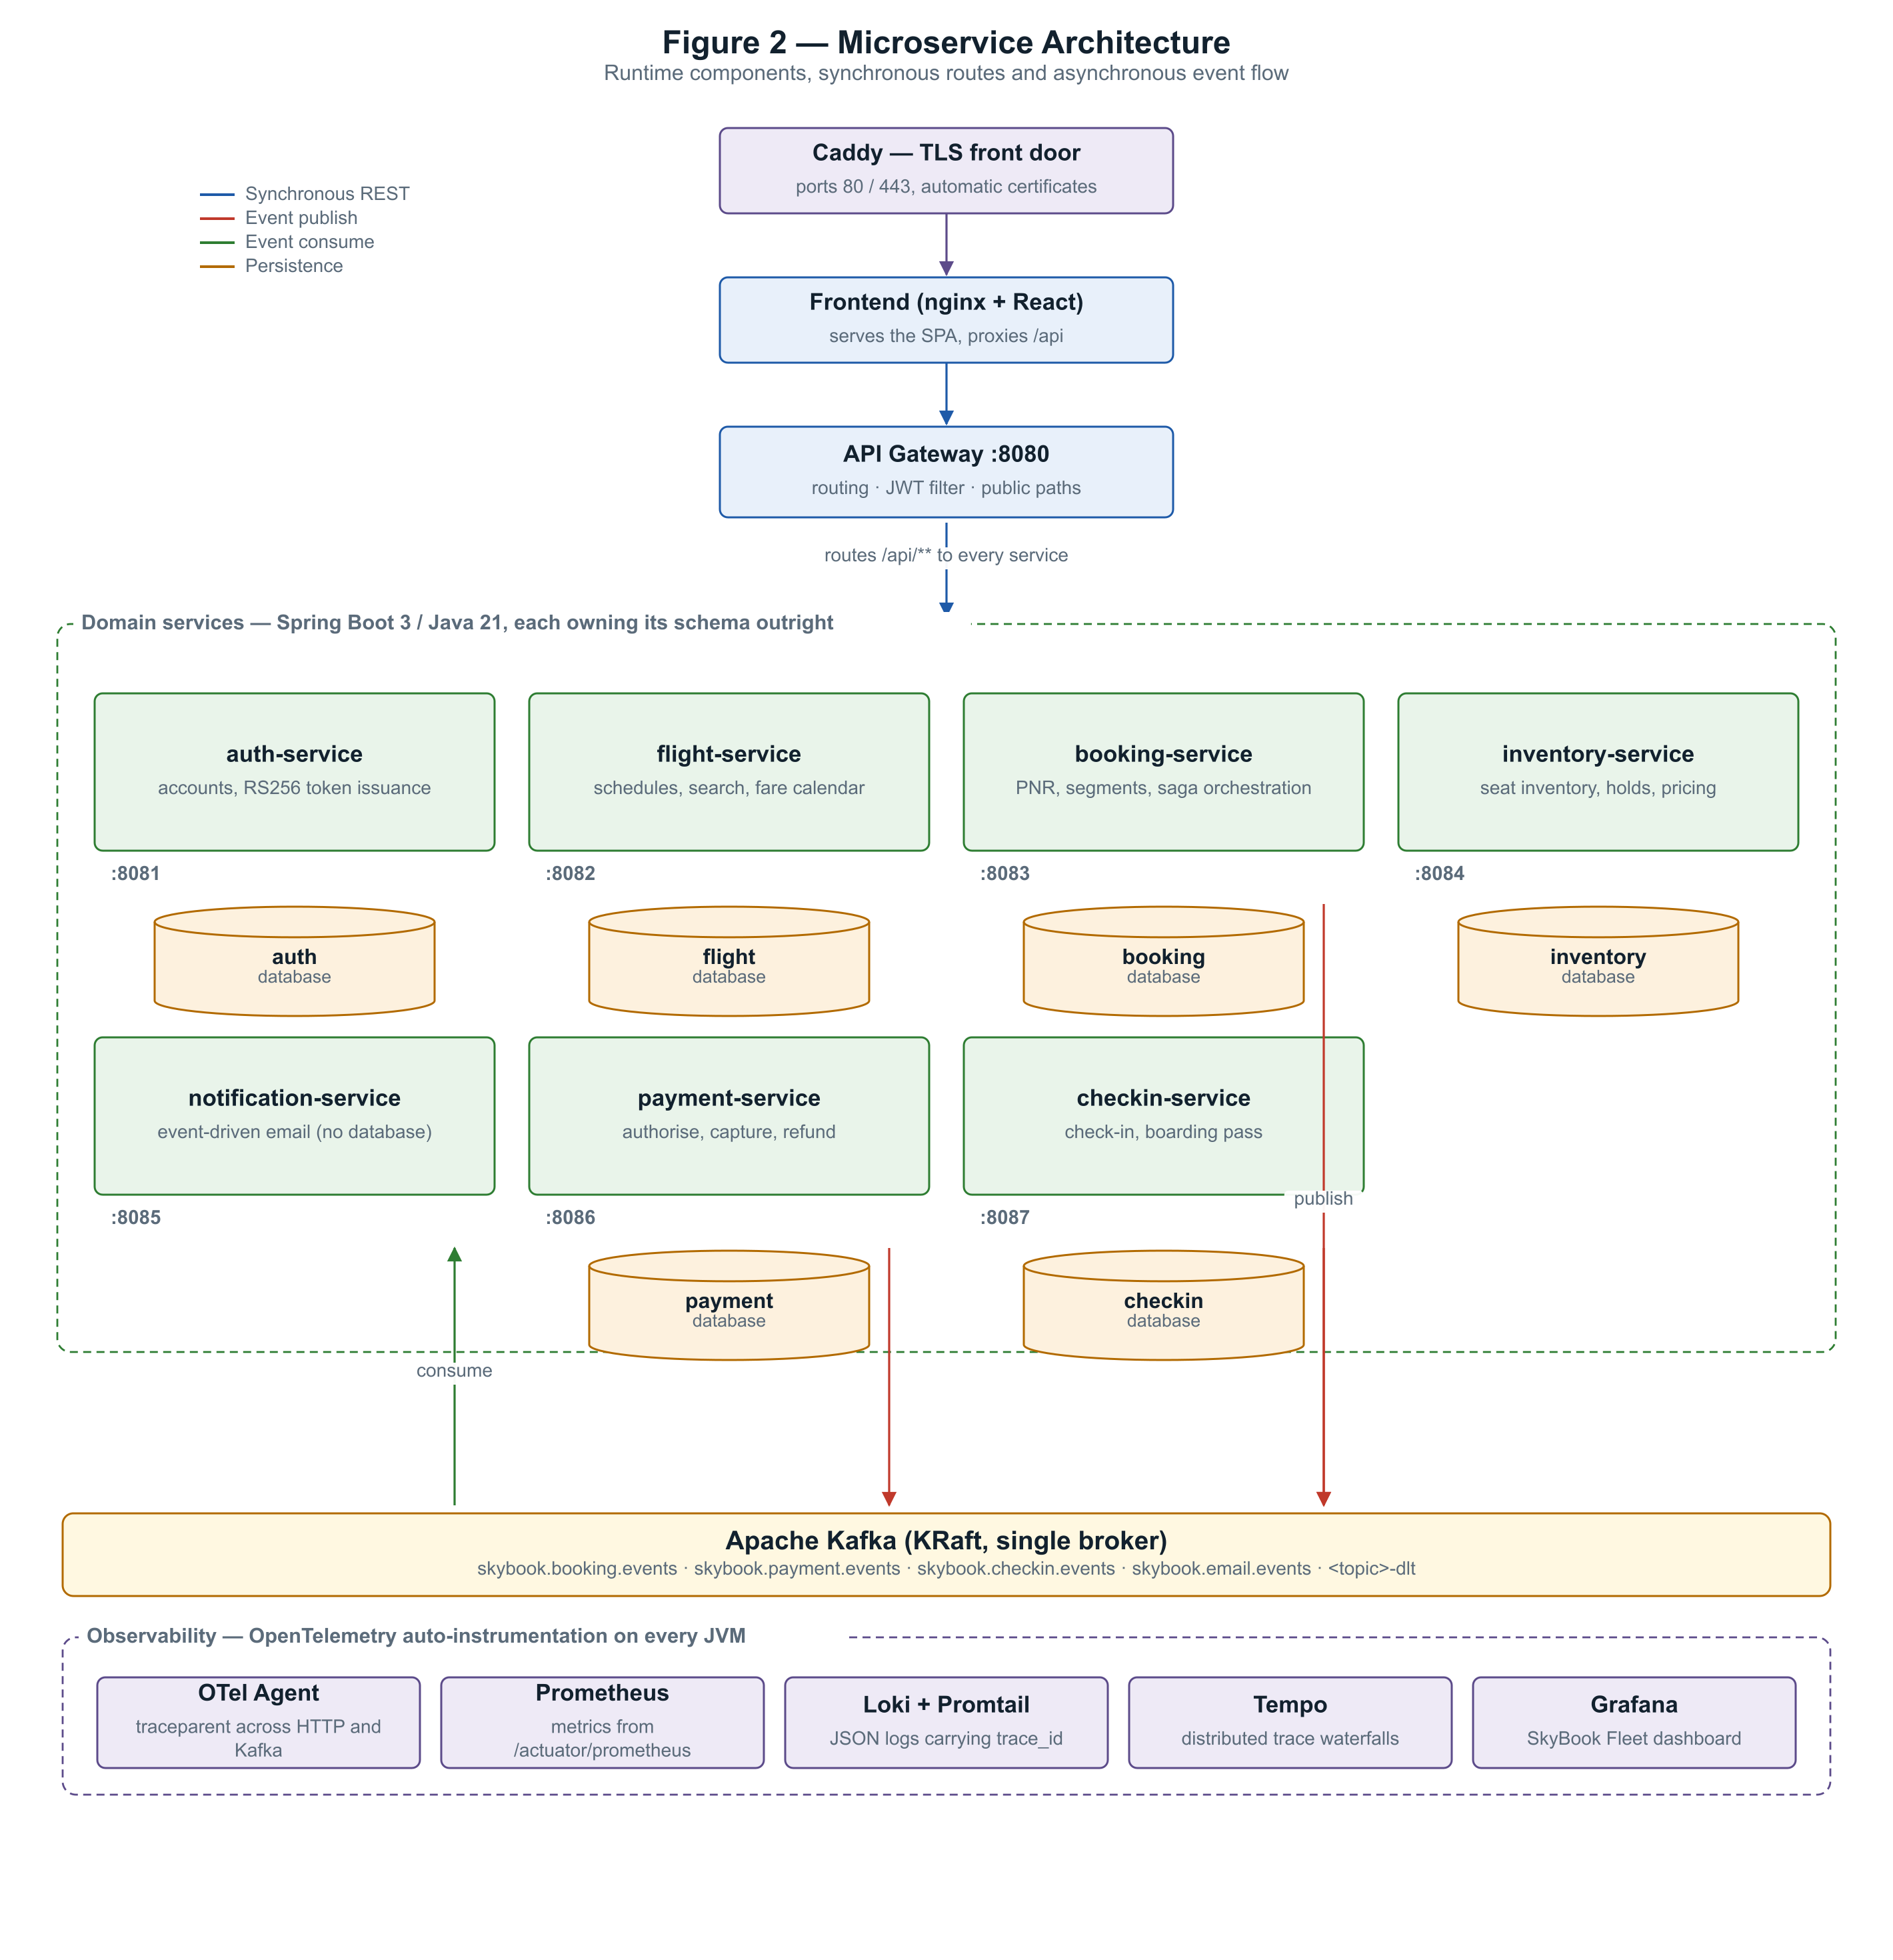 Figure 2 — Microservice Architecture
Runtime components, synchronous routes and asynchronous event flow
Caddy — TLS front door
ports 80 / 443, automatic certificates
Synchronous REST
Event publish
Event consume
Persistence
Frontend (nginx + React)
serves the SPA, proxies /api
API Gateway :8080
routing · JWT filter · public paths
routes /api/** to every service
Domain services — Spring Boot 3 / Java 21, each owning its schema outright
auth-service
accounts, RS256 token issuance
:8081
flight-service
schedules, search, fare calendar
:8082
booking-service
PNR, segments, saga orchestration
:8083
inventory-service
seat inventory, holds, pricing
:8084
auth
database
flight
database
booking
database
inventory
database
notification-service
event-driven email (no database)
:8085
payment-service
authorise, capture, refund
:8086
checkin-service
check-in, boarding pass
:8087
publish
payment
database
checkin
database
consume
Apache Kafka (KRaft, single broker)
skybook.booking.events · skybook.payment.events · skybook.checkin.events · skybook.email.events · <topic>-dlt
Observability — OpenTelemetry auto-instrumentation on every JVM
OTel Agent
traceparent across HTTP and
Kafka
Prometheus
metrics from
/actuator/prometheus
Loki + Promtail
JSON logs carrying trace_id
Tempo
distributed trace waterfalls
Grafana
SkyBook Fleet dashboard